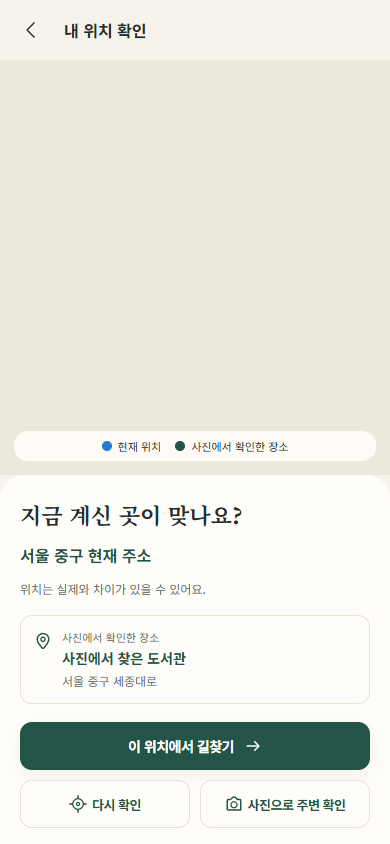 내 위치 확인
현재 위치 사진에서 확인한 장소
지금 계신 곳이 맞나요?
서울 중구 현재 주소
위치는 실제와 차이가 있을 수 있어요.
사진에서 확인한 장소
사진에서 찾은 도서관
서울 중구 세종대로
이 위치에서 길찾기
다시 확인 사진으로 주변 확인